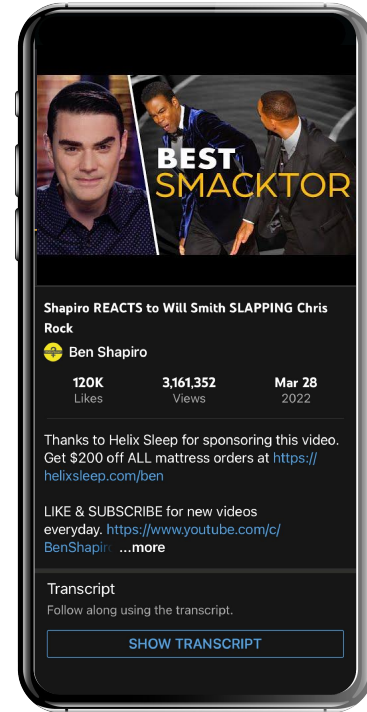 BEST
SMACKTOR
Shapiro REACTS to Will Smith SLAPPING Chris
Rock
Ben Shapiro
120K 3,161,352 Mar 28
Likes Views 2022
Thanks to Helix Sleep for sponsoring this video.
Get $200 off ALL mattress orders at https://
helixsleep.com/ben
LIKE & SUBSCRIBE for new videos
everyday. https://www.youtube.com/c/
BenShapir ...more
Transcript
Follow along using the transcript.
SHOW TRANSCRIPT